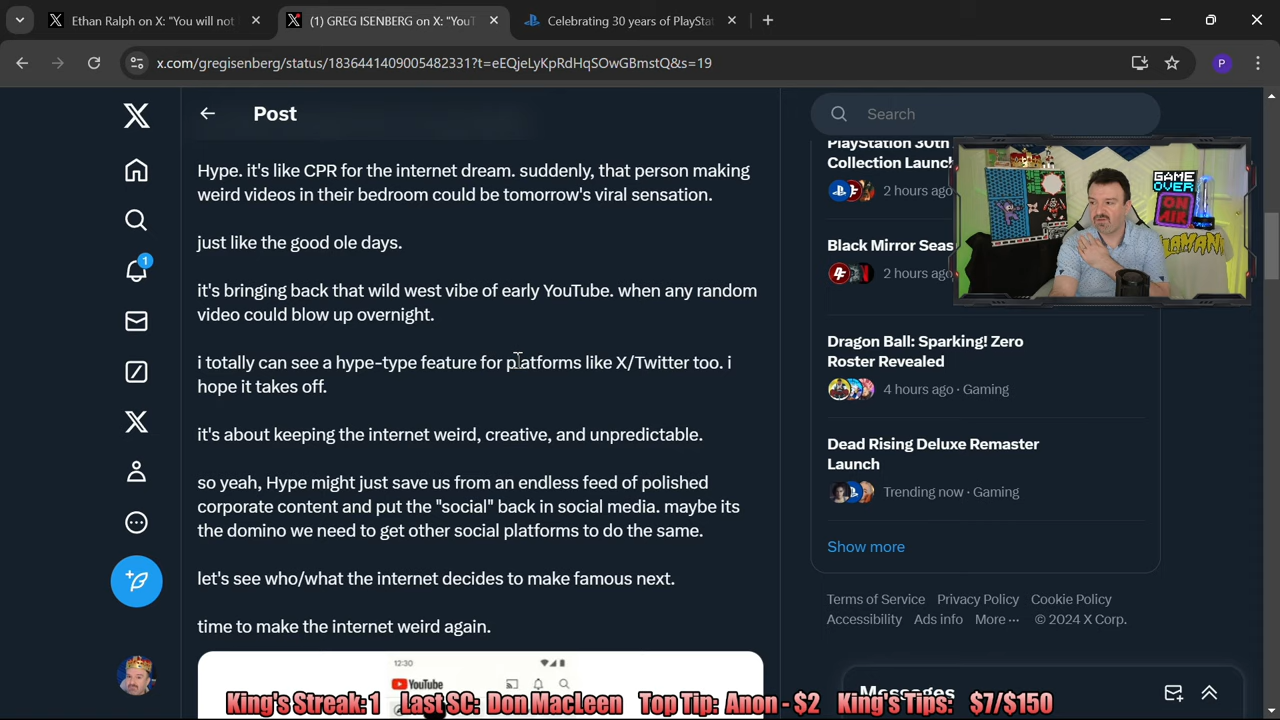 Ethan Ralph on X: "You will not
(1) GREG ISENBERG on X: "You
Celebrating 30 years of PlayStat
x.com/gregisenberg/status/1836441409005482331?t=eEQjeLyKpRdHqSOwGBmstQ&s=19
P
Post
Search
Hype. it's like CPR for the internet dream. suddenly, that person making
weird videos in their bedroom could be tomorrow's viral sensation.
just like the good ole days.
it's bringing back that wild west vibe of early YouTube. when any random
video could blow up overnight.
i totally can see a hype-type feature for platforms like X/Twitter too. i
hope it takes off.
it's about keeping the internet weird, creative, and unpredictable.
so yeah, Hype might just save us from an endless feed of polished
corporate content and put the "social" back in social media. maybe its
the domino we need to get other social platforms to do the same.
let's see who/what the internet decides to make famous next.
time to make the internet weird again.
12:30
YouTube
1
PlayStation 30th
Collection Launc
2 hours ago
Black Mirror Seas
2 hours ago
GAME
OVER
ON
AIR
Dragon Ball: Sparking! Zero
Roster Revealed
4 hours ago · Gaming
Dead Rising Deluxe Remaster
Launch
Trending now · Gaming
Show more
Terms of Service Privacy Policy Cookie Policy
Accessibility Ads info More ··· © 2024 X Corp.
Messages
King's Streak: 1 Last SC: Don MacLeen Top Tip: Anon - $2 King's Tips: $7/$150